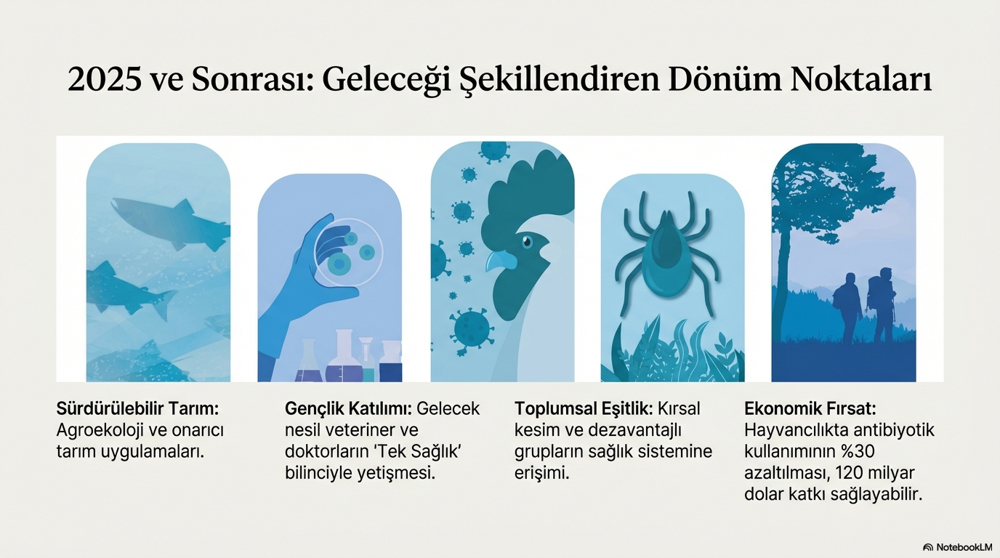 2025 ve Sonrası: Geleceği Şekillendiren Dönüm Noktaları
Sürdürülebilir Tarım:
Agroekoloji ve onarıcı
tarım uygulamaları.
Gençlik Katılımı: Gelecek
nesil veteriner ve
doktorların 'Tek Sağlık'
bilinciyle yetişmesi.
Toplumsal Eşitlik: Kırsal
kesim ve dezavantajlı
grupların sağlık sistemine
erişimi.
Ekonomik Fırsat:
Hayvancılıkta antibiyotik
kullanımının %30
azaltılması, 120 milyar
dolar katkı sağlayabilir.
NotebookLM